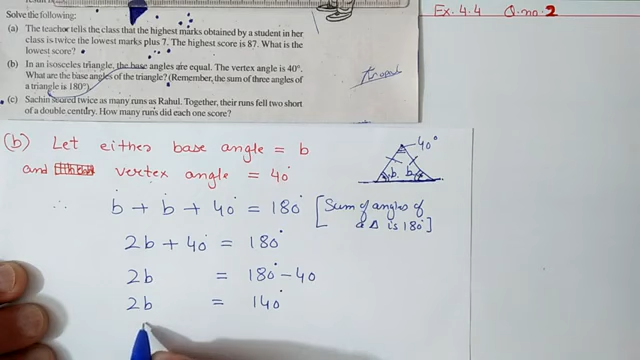 Ex. 4.4 Q.no. 2
Solve the following:
(a) The teacher tells the class that the highest marks obtained by a student in her
class is twice the lowest marks plus 7. The highest score is 87. What is the
lowest score?
(b) In an isosceles triangle, the base angles are equal. The vertex angle is 40°.
What are the base angles of the triangle? (Remember, the sum of three angles of
a triangle is 180°).
(c) Sachin scored twice as many runs as Rahul. Together, their runs fell two short
of a double century. How many runs did each one score?
(b) Let either base angle = b
and vertex angle = 40°
40°
b b
∴ b + b + 40° = 180° [Sum of angles of
a Δ is 180°]
2b + 40° = 180°
2b = 180° - 40
2b = 140°